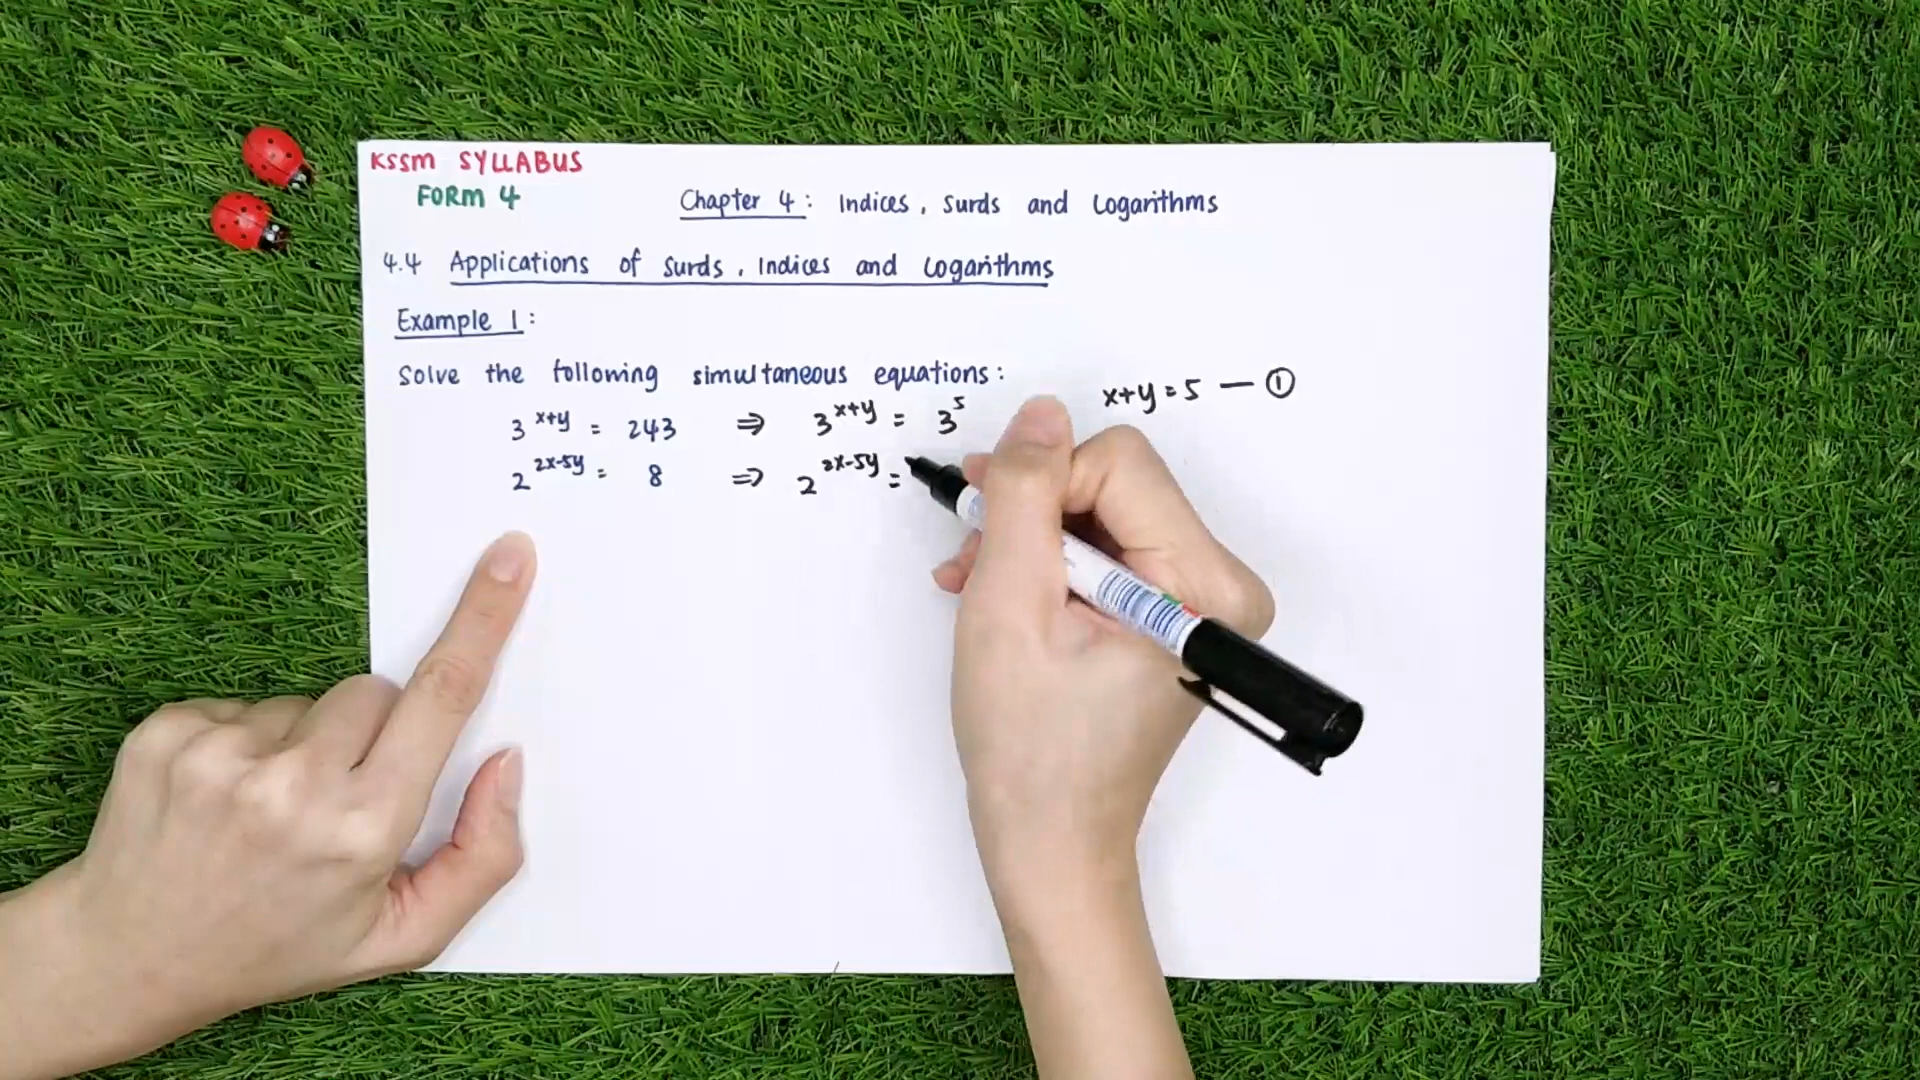 KSSM SYLLABUS
FORM 4
Chapter 4 : Indices, Surds and Logarithms
4.4 Applications of Surds, Indices and Logarithms
Example 1 :
Solve the following simultaneous equations :
3^(x+y) = 243 ⇒ 3^(x+y) = 3^5
x+y = 5 — ①
2^(2x-5y) = 8 ⇒ 2^(2x-5y) =